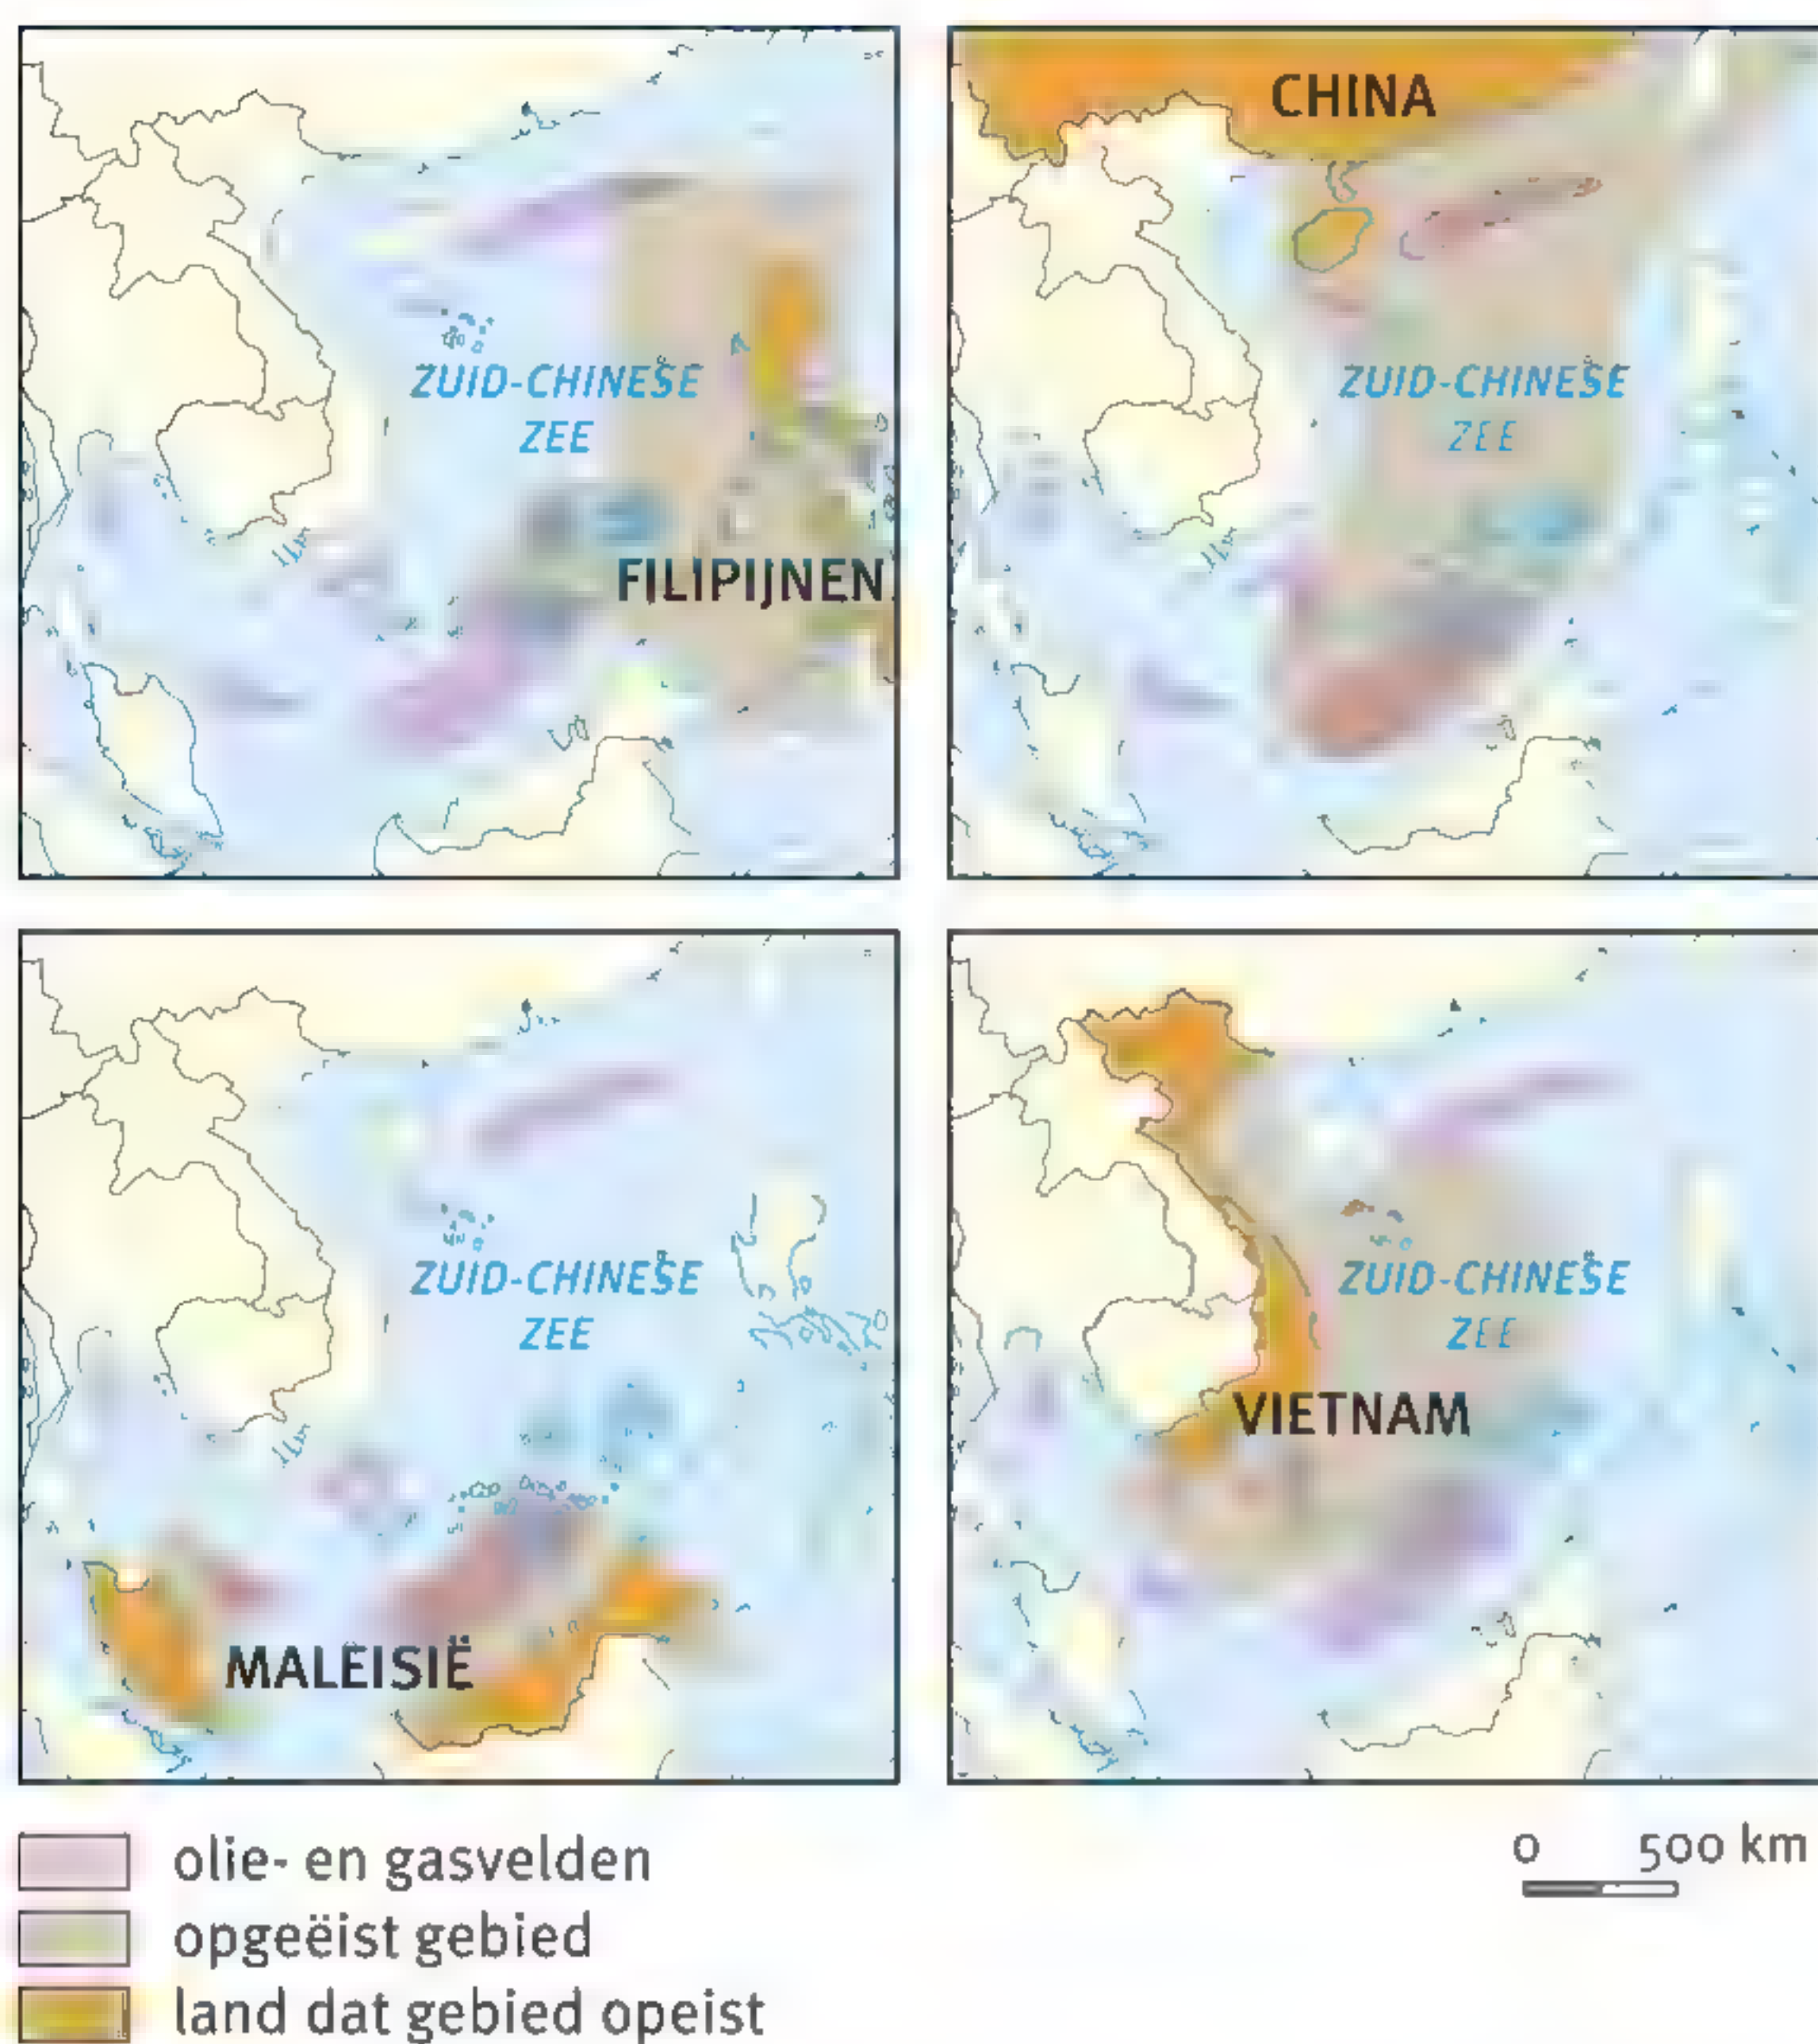 ZUID-CHINESE
ZEE
FILIPIJNEN
CHINA
ZUID-CHINESE
ZEE
ZUID-CHINESE
ZEE
MALEISIË
ZUID-CHINESE
ZEE
VIETNAM
olie- en gasvelden
opgeëist gebied
land dat gebied opeist
0 500 km